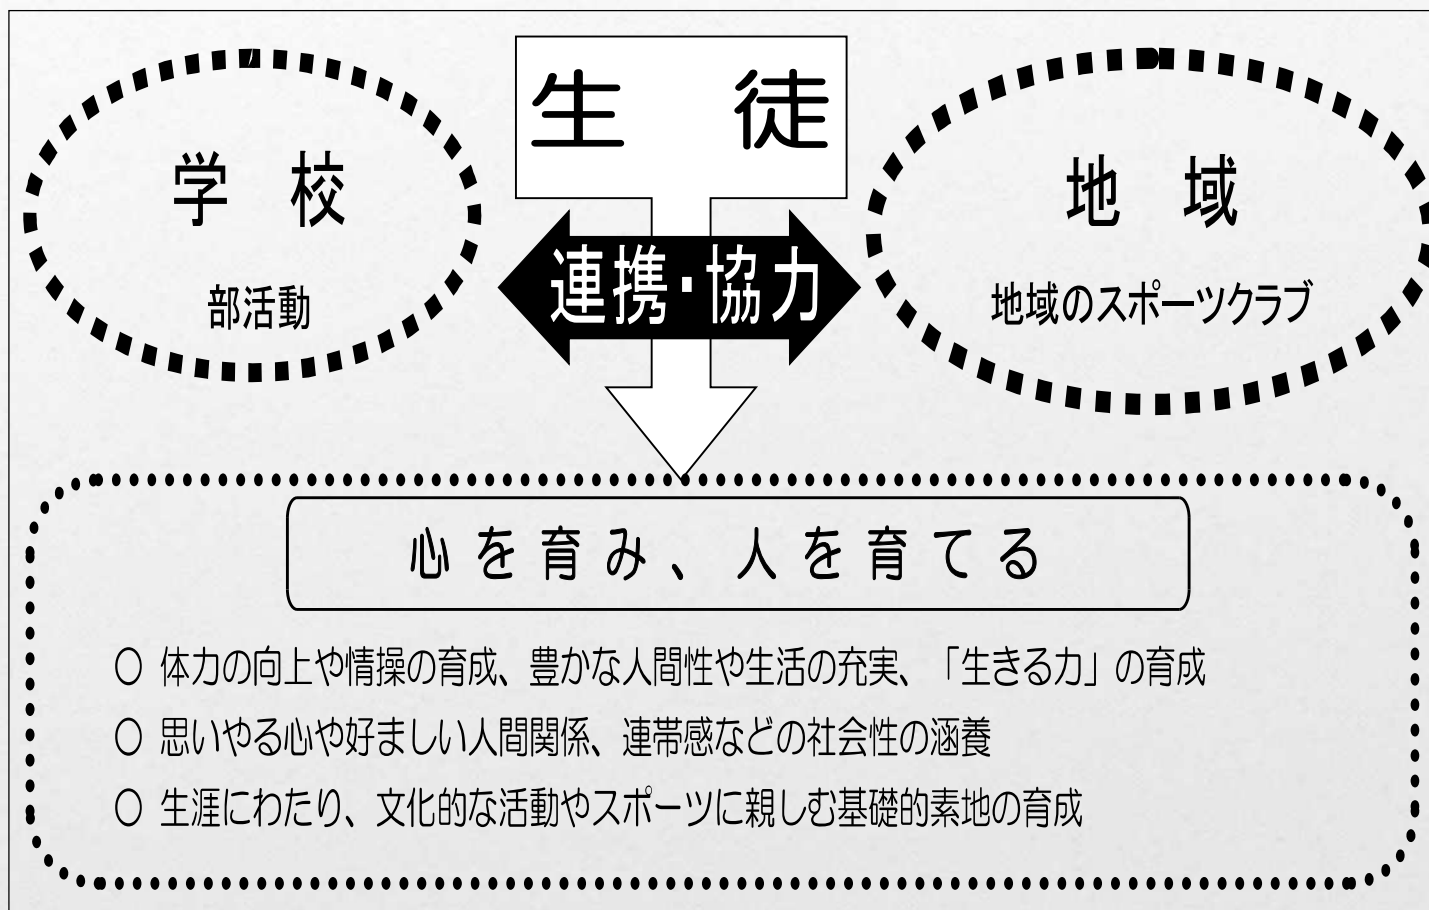 生　徒
学　校
部活動
連携・協力
地　域
地域のスポーツクラブ
心を育み、人を育てる
○ 体力の向上や情操の育成、豊かな人間性や生活の充実、「生きる力」の育成
○ 思いやる心や好ましい人間関係、連帯感などの社会性の涵養
○ 生涯にわたり、文化的な活動やスポーツに親しむ基礎的素地の育成